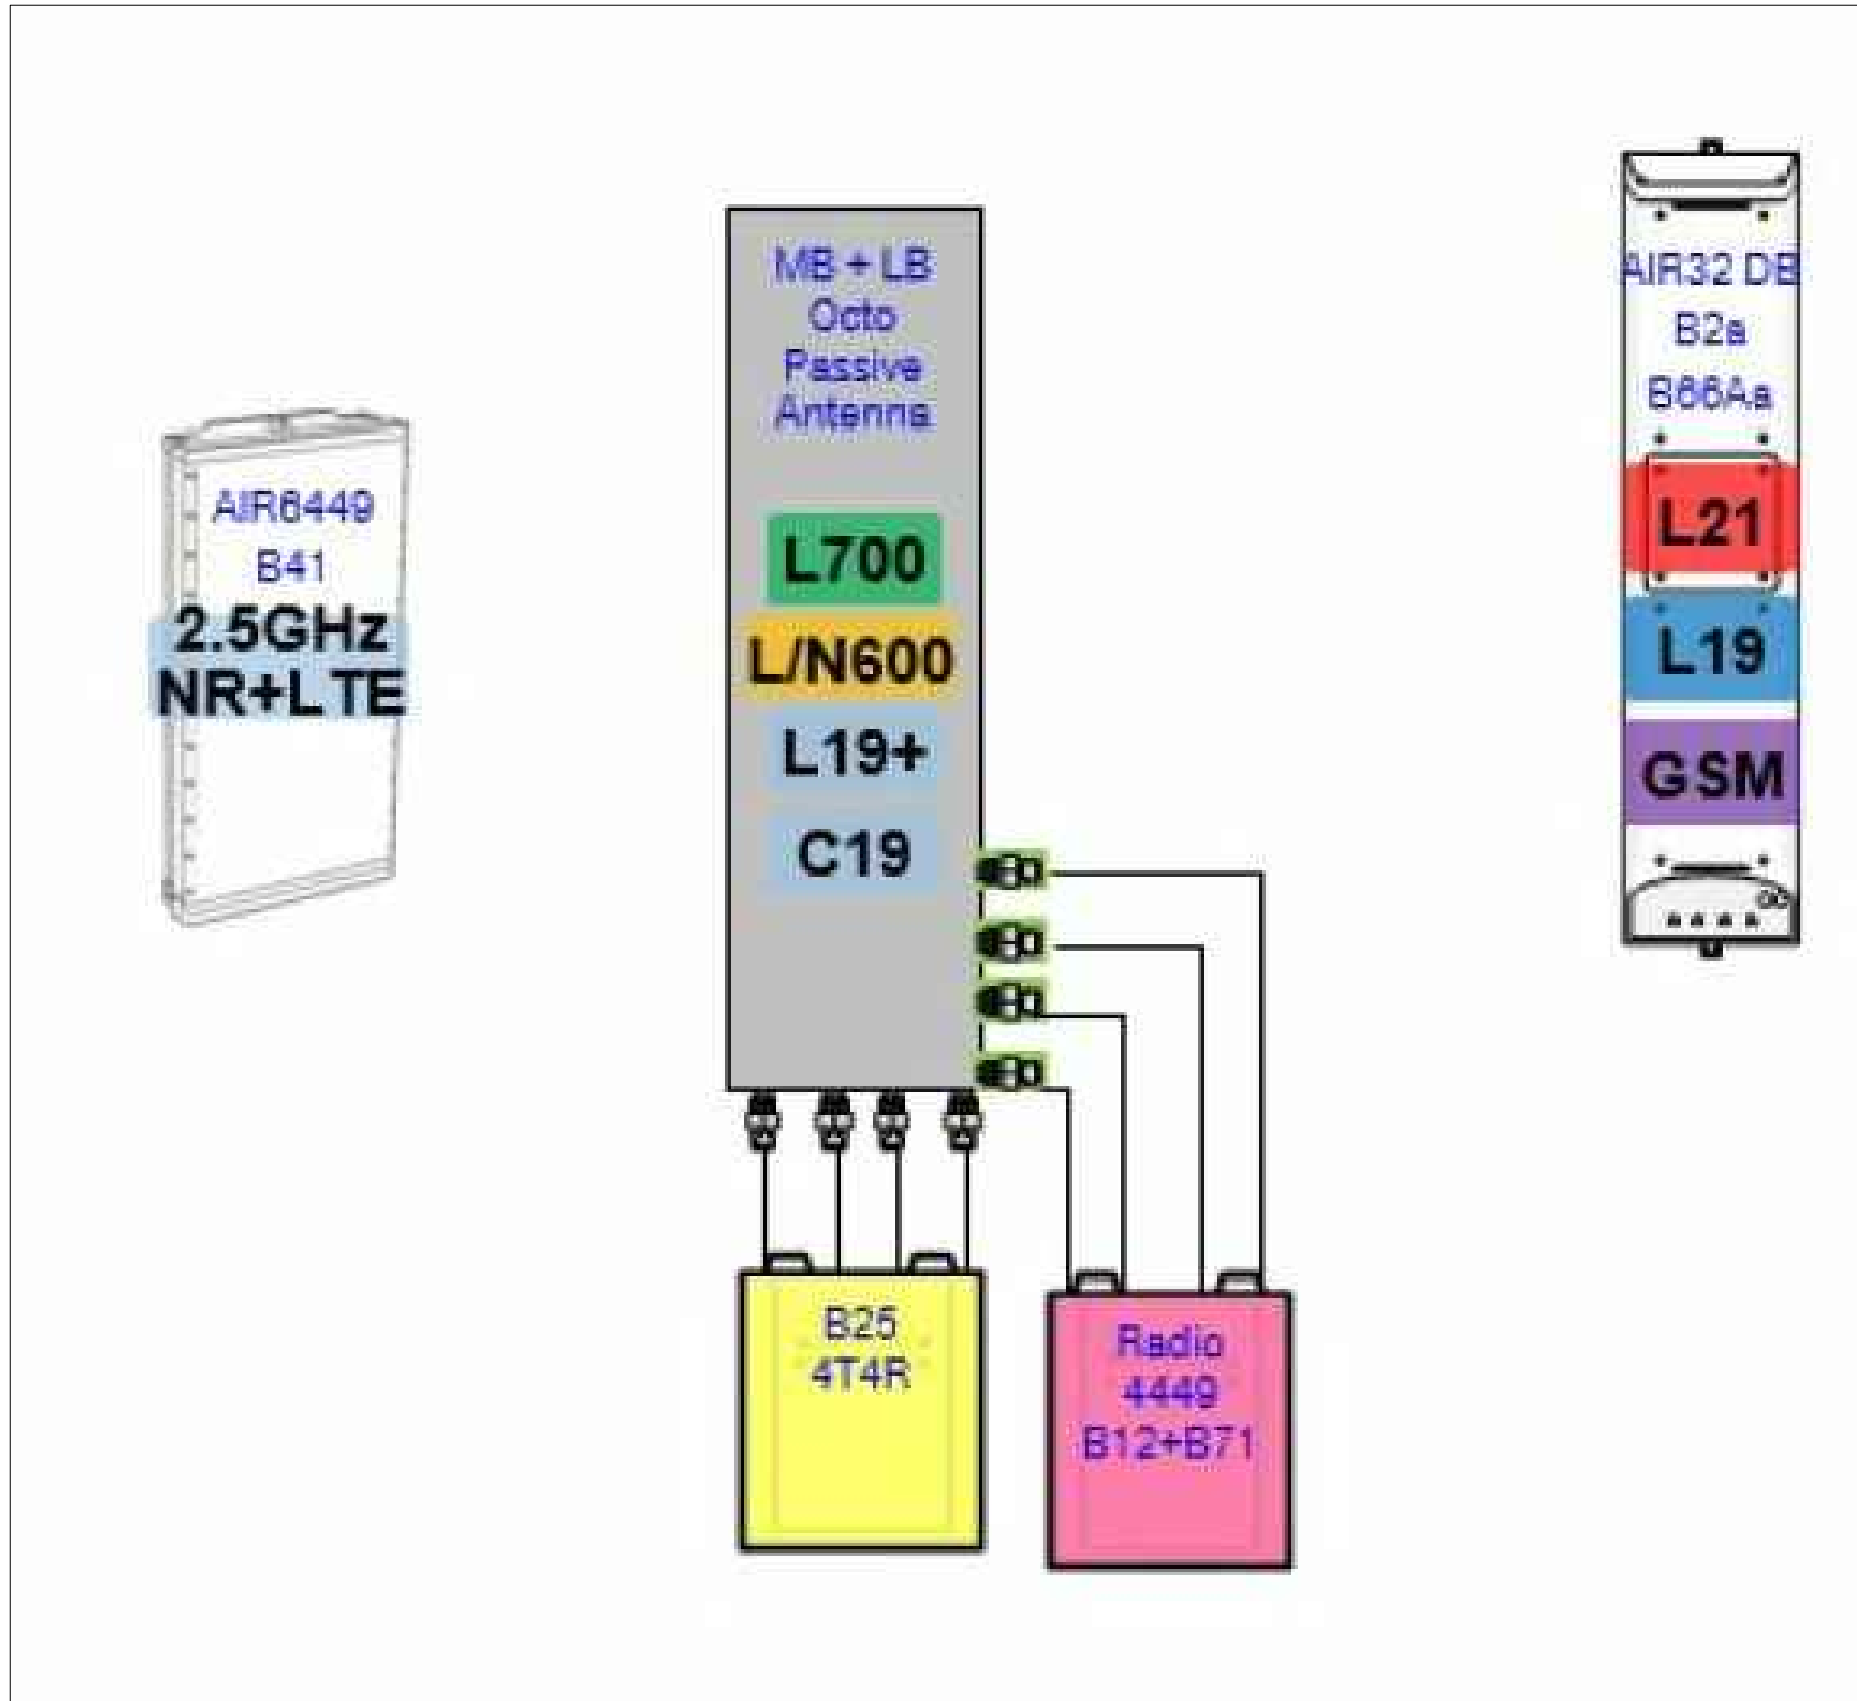 AIR6449
B41
2.5GHz
NR+LTE
MB + LB
Octo
Passive
Antenna
L700
L/N600
L19+
C19
B25
4T4R
Radio
4449
B12+B71
AIR32 DB
B2a
B66Aa
L21
L19
GSM